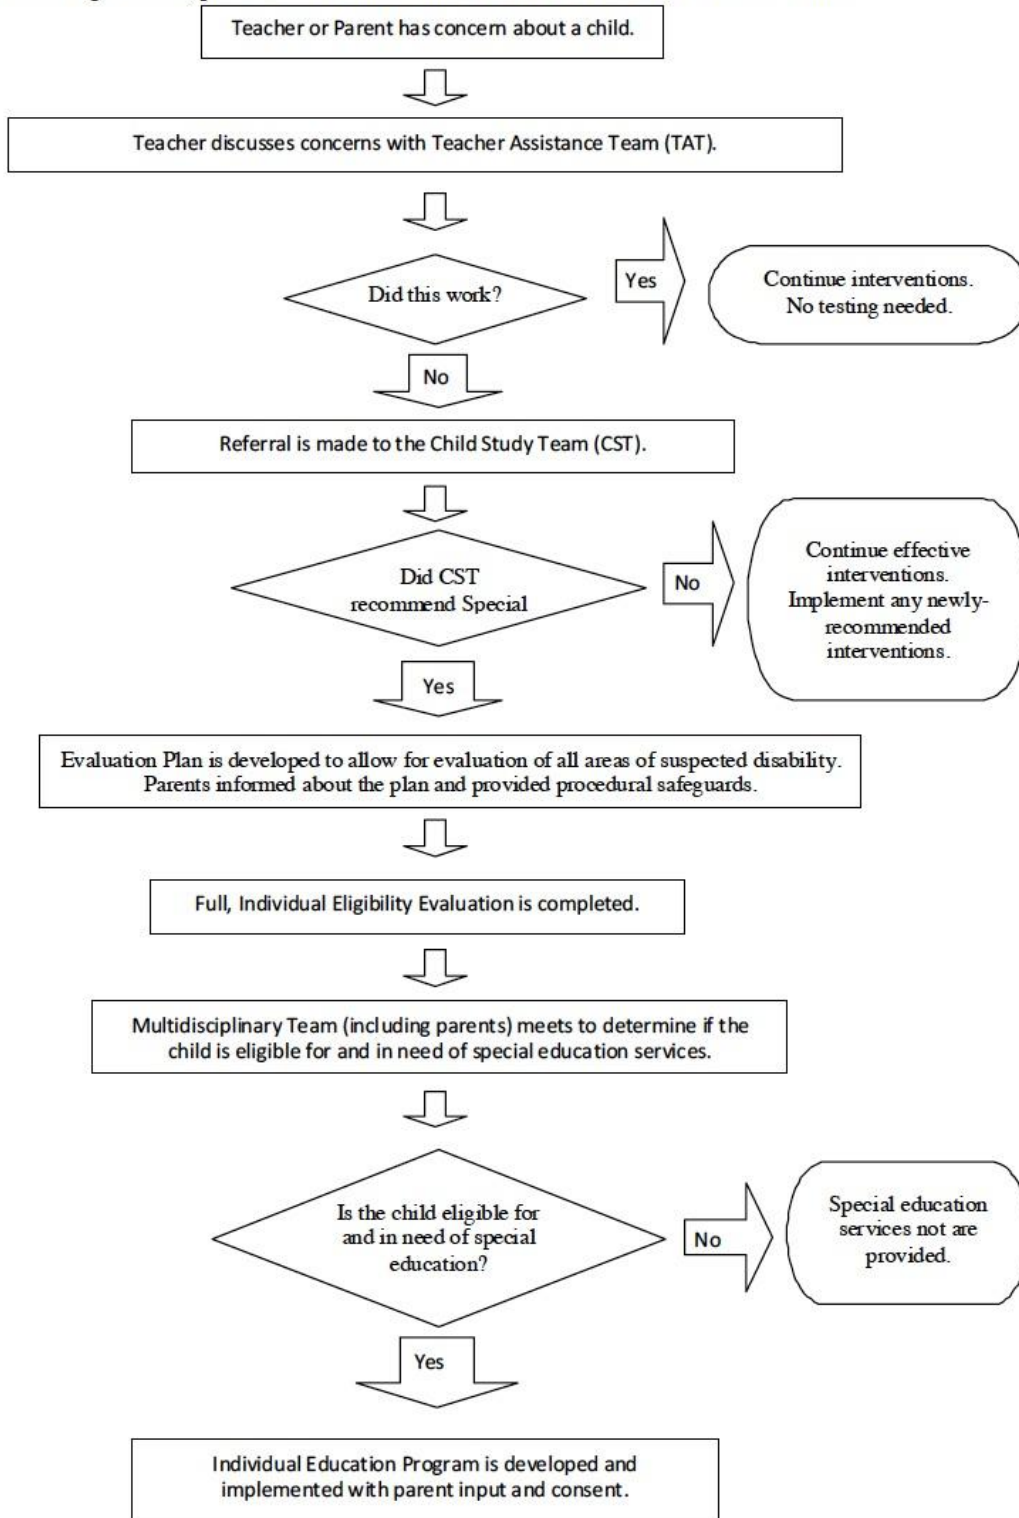 Teacher or Parent has concern about a child.
Teacher discusses concerns with Teacher Assistance Team (TAT).
Did this work?
Yes
Continue interventions.
No testing needed.
No
Referral is made to the Child Study Team (CST).
Did CST
recommend Special
No
Continue effective
interventions.
Implement any newly-
recommended
interventions.
Yes
Evaluation Plan is developed to allow for evaluation of all areas of suspected disability.
Parents informed about the plan and provided procedural safeguards.
Full, Individual Eligibility Evaluation is completed.
Multidisciplinary Team (including parents) meets to determine if the
child is eligible for and in need of special education services.
Is the child eligible for
and in need of special
education?
No
Special education
services not are
provided.
Yes
Individual Education Program is developed and
implemented with parent input and consent.